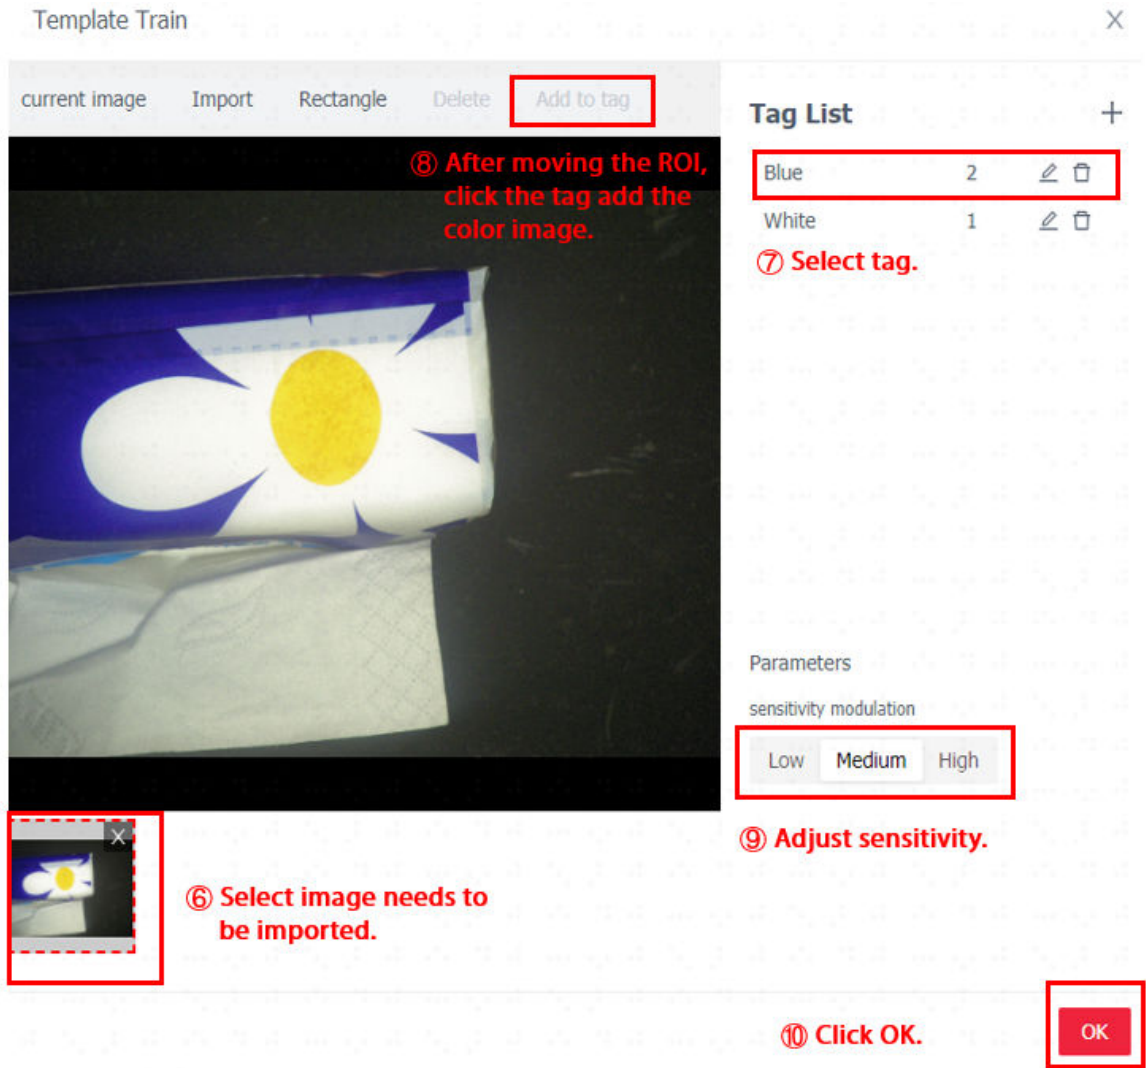 Template Train X
current image Import Rectangle Delete Add to tag
Tag List +
⑧ After moving the ROI,
click the tag add the
color image.
Blue 2
White 1
⑦ Select tag.
Parameters
sensitivity modulation
Low Medium High
⑨ Adjust sensitivity.
X
⑥ Select image needs to
be imported.
⑩ Click OK.
OK